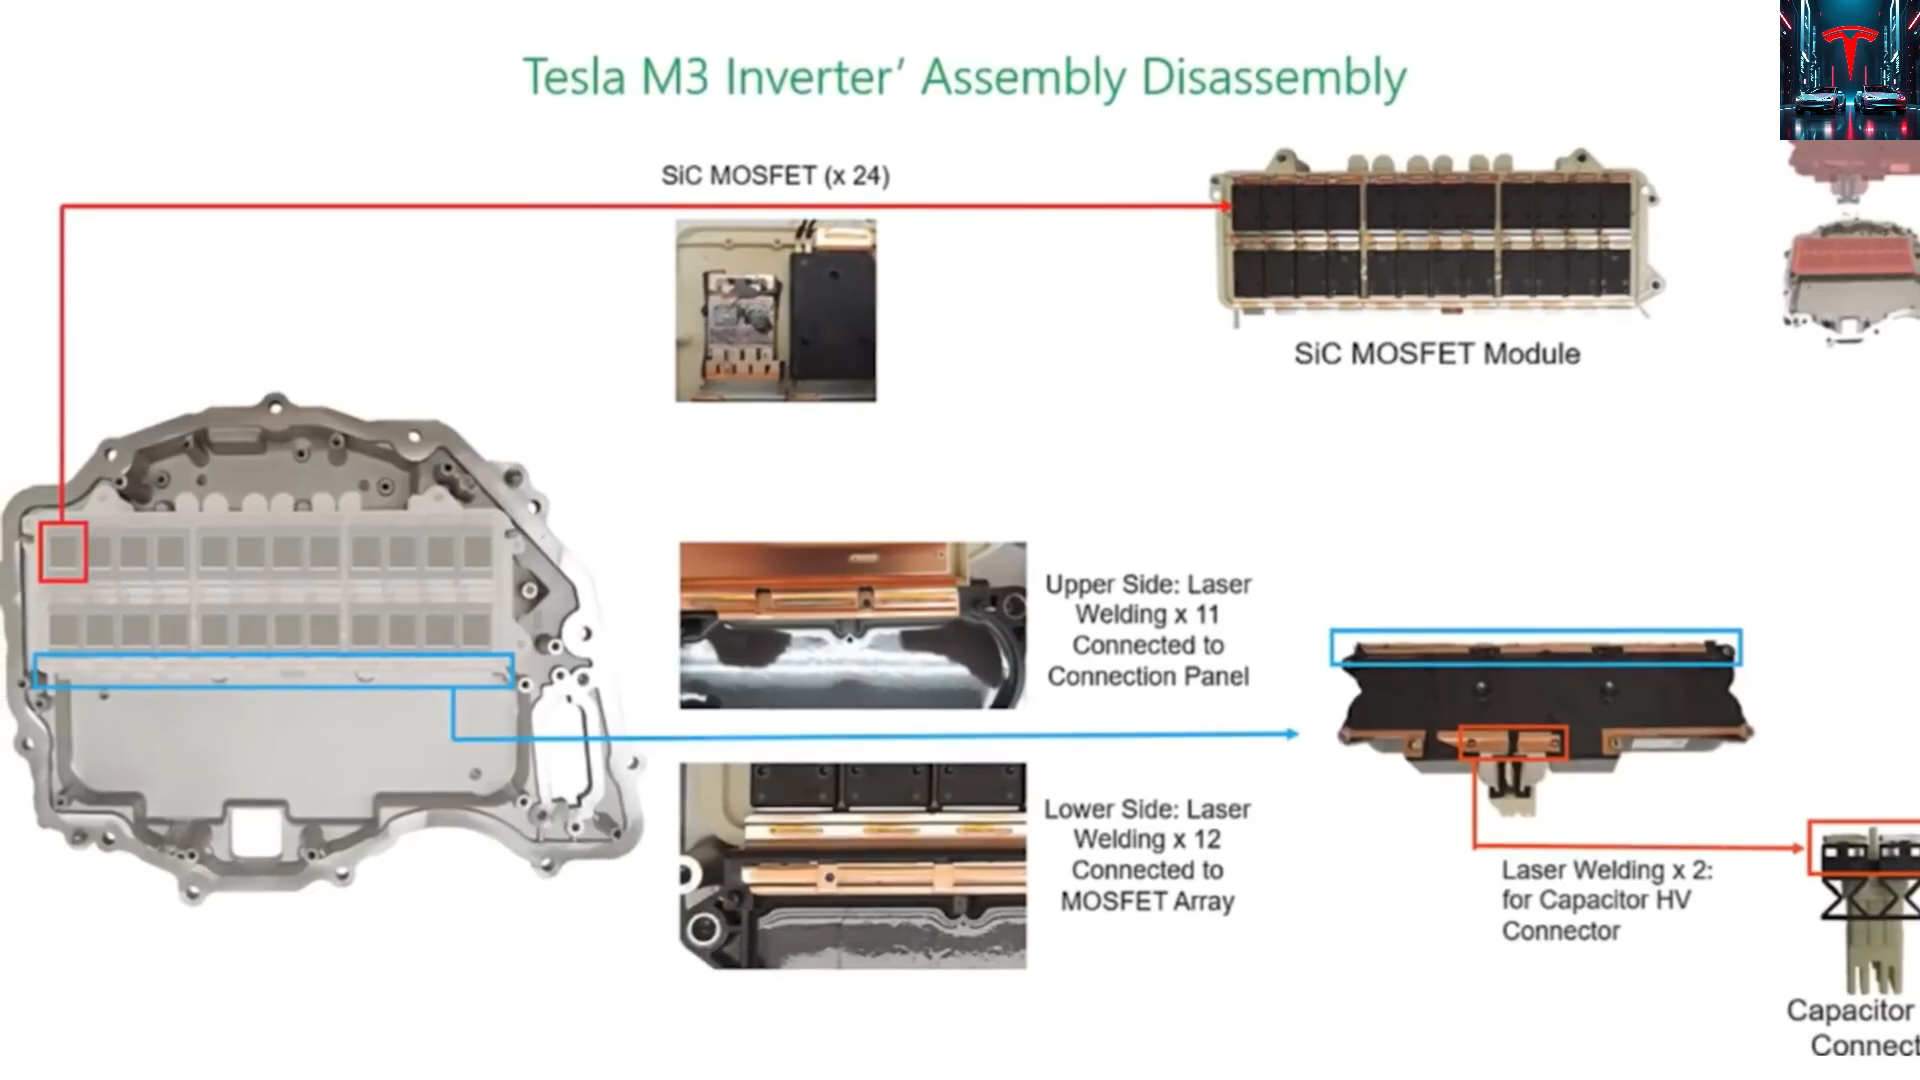 Tesla M3 Inverter’ Assembly Disassembly
SiC MOSFET (x 24)
SiC MOSFET Module
Upper Side: Laser
Welding x 11
Connected to
Connection Panel
Lower Side: Laser
Welding x 12
Connected to
MOSFET Array
Laser Welding x 2:
for Capacitor HV
Connector
Capacitor
Connect